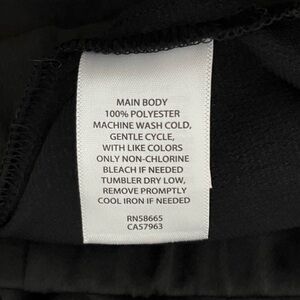 MAIN BODY
100% POLYESTER
MACHINE WASH COLD,
GENTLE CYCLE,
WITH LIKE COLORS
ONLY NON-CHLORINE
BLEACH IF NEEDED
TUMBLER DRY LOW,
REMOVE PROMPTLY
COOL IRON IF NEEDED
RN58665
CA57963